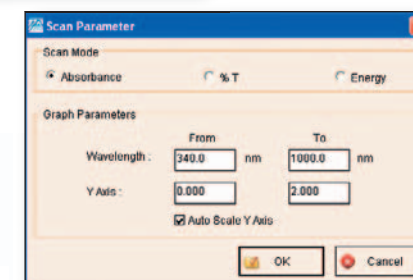 Scan Parameter
Scan Mode
Absorbance % T Energy
Graph Parameters
From To
Wavelength : 340.0 nm 1000.0 nm
Y Axis : 0.000 2.000
Auto Scale Y Axis
OK Cancel